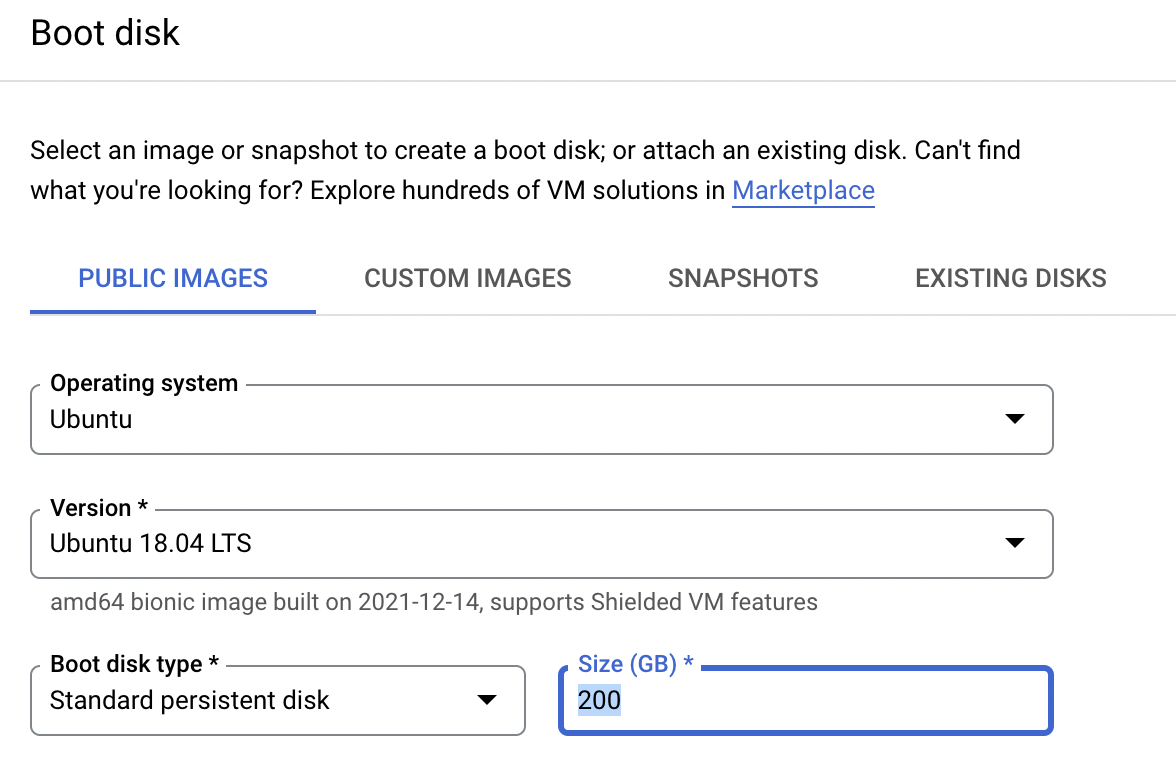 Boot disk
Select an image or snapshot to create a boot disk; or attach an existing disk. Can't find
what you're looking for? Explore hundreds of VM solutions in Marketplace
PUBLIC IMAGES
CUSTOM IMAGES
SNAPSHOTS
EXISTING DISKS
Operating system
Ubuntu
Version *
Ubuntu 18.04 LTS
amd64 bionic image built on 2021-12-14, supports Shielded VM features
Boot disk type *
Standard persistent disk
Size (GB) *
200